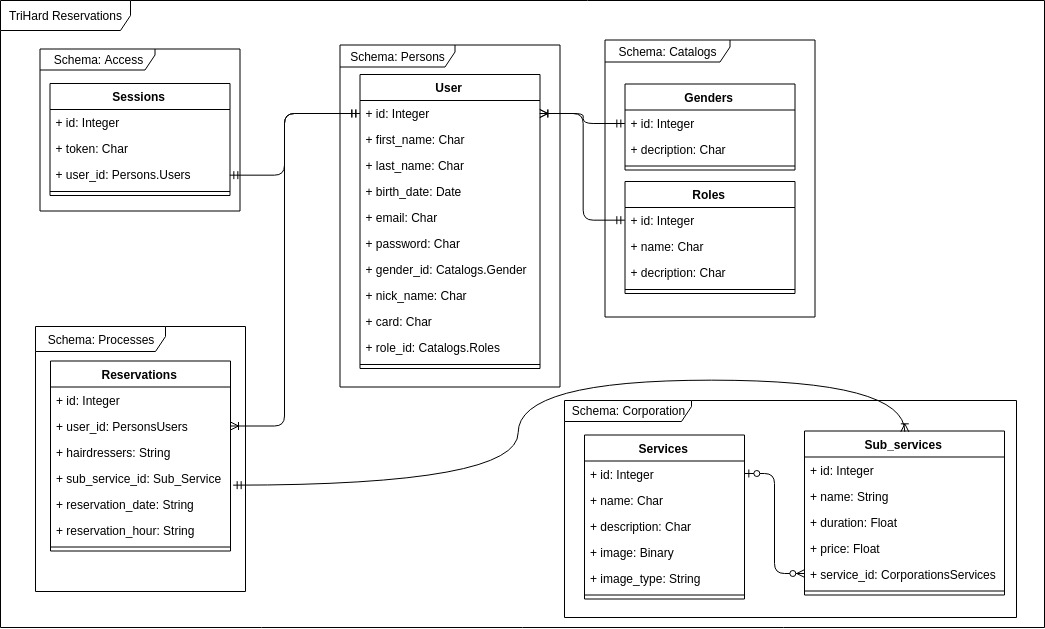 TriHard Reservations
Schema: Access
Sessions
+ id: Integer
+ token: Char
+ user_id: Persons.Users
Schema: Persons
User
+ id: Integer
+ first_name: Char
+ last_name: Char
+ birth_date: Date
+ email: Char
+ password: Char
+ gender_id: Catalogs.Gender
+ nick_name: Char
+ card: Char
+ role_id: Catalogs.Roles
Schema: Catalogs
Genders
+ id: Integer
+ decription: Char
Roles
+ id: Integer
+ name: Char
+ decription: Char
Schema: Processes
Reservations
+ id: Integer
+ user_id: PersonsUsers
+ hairdressers: String
+ sub_service_id: Sub_Service
+ reservation_date: String
+ reservation_hour: String
Schema: Corporation
Services
+ id: Integer
+ name: Char
+ description: Char
+ image: Binary
+ image_type: String
Sub_services
+ id: Integer
+ name: String
+ duration: Float
+ price: Float
+ service_id: CorporationsServices